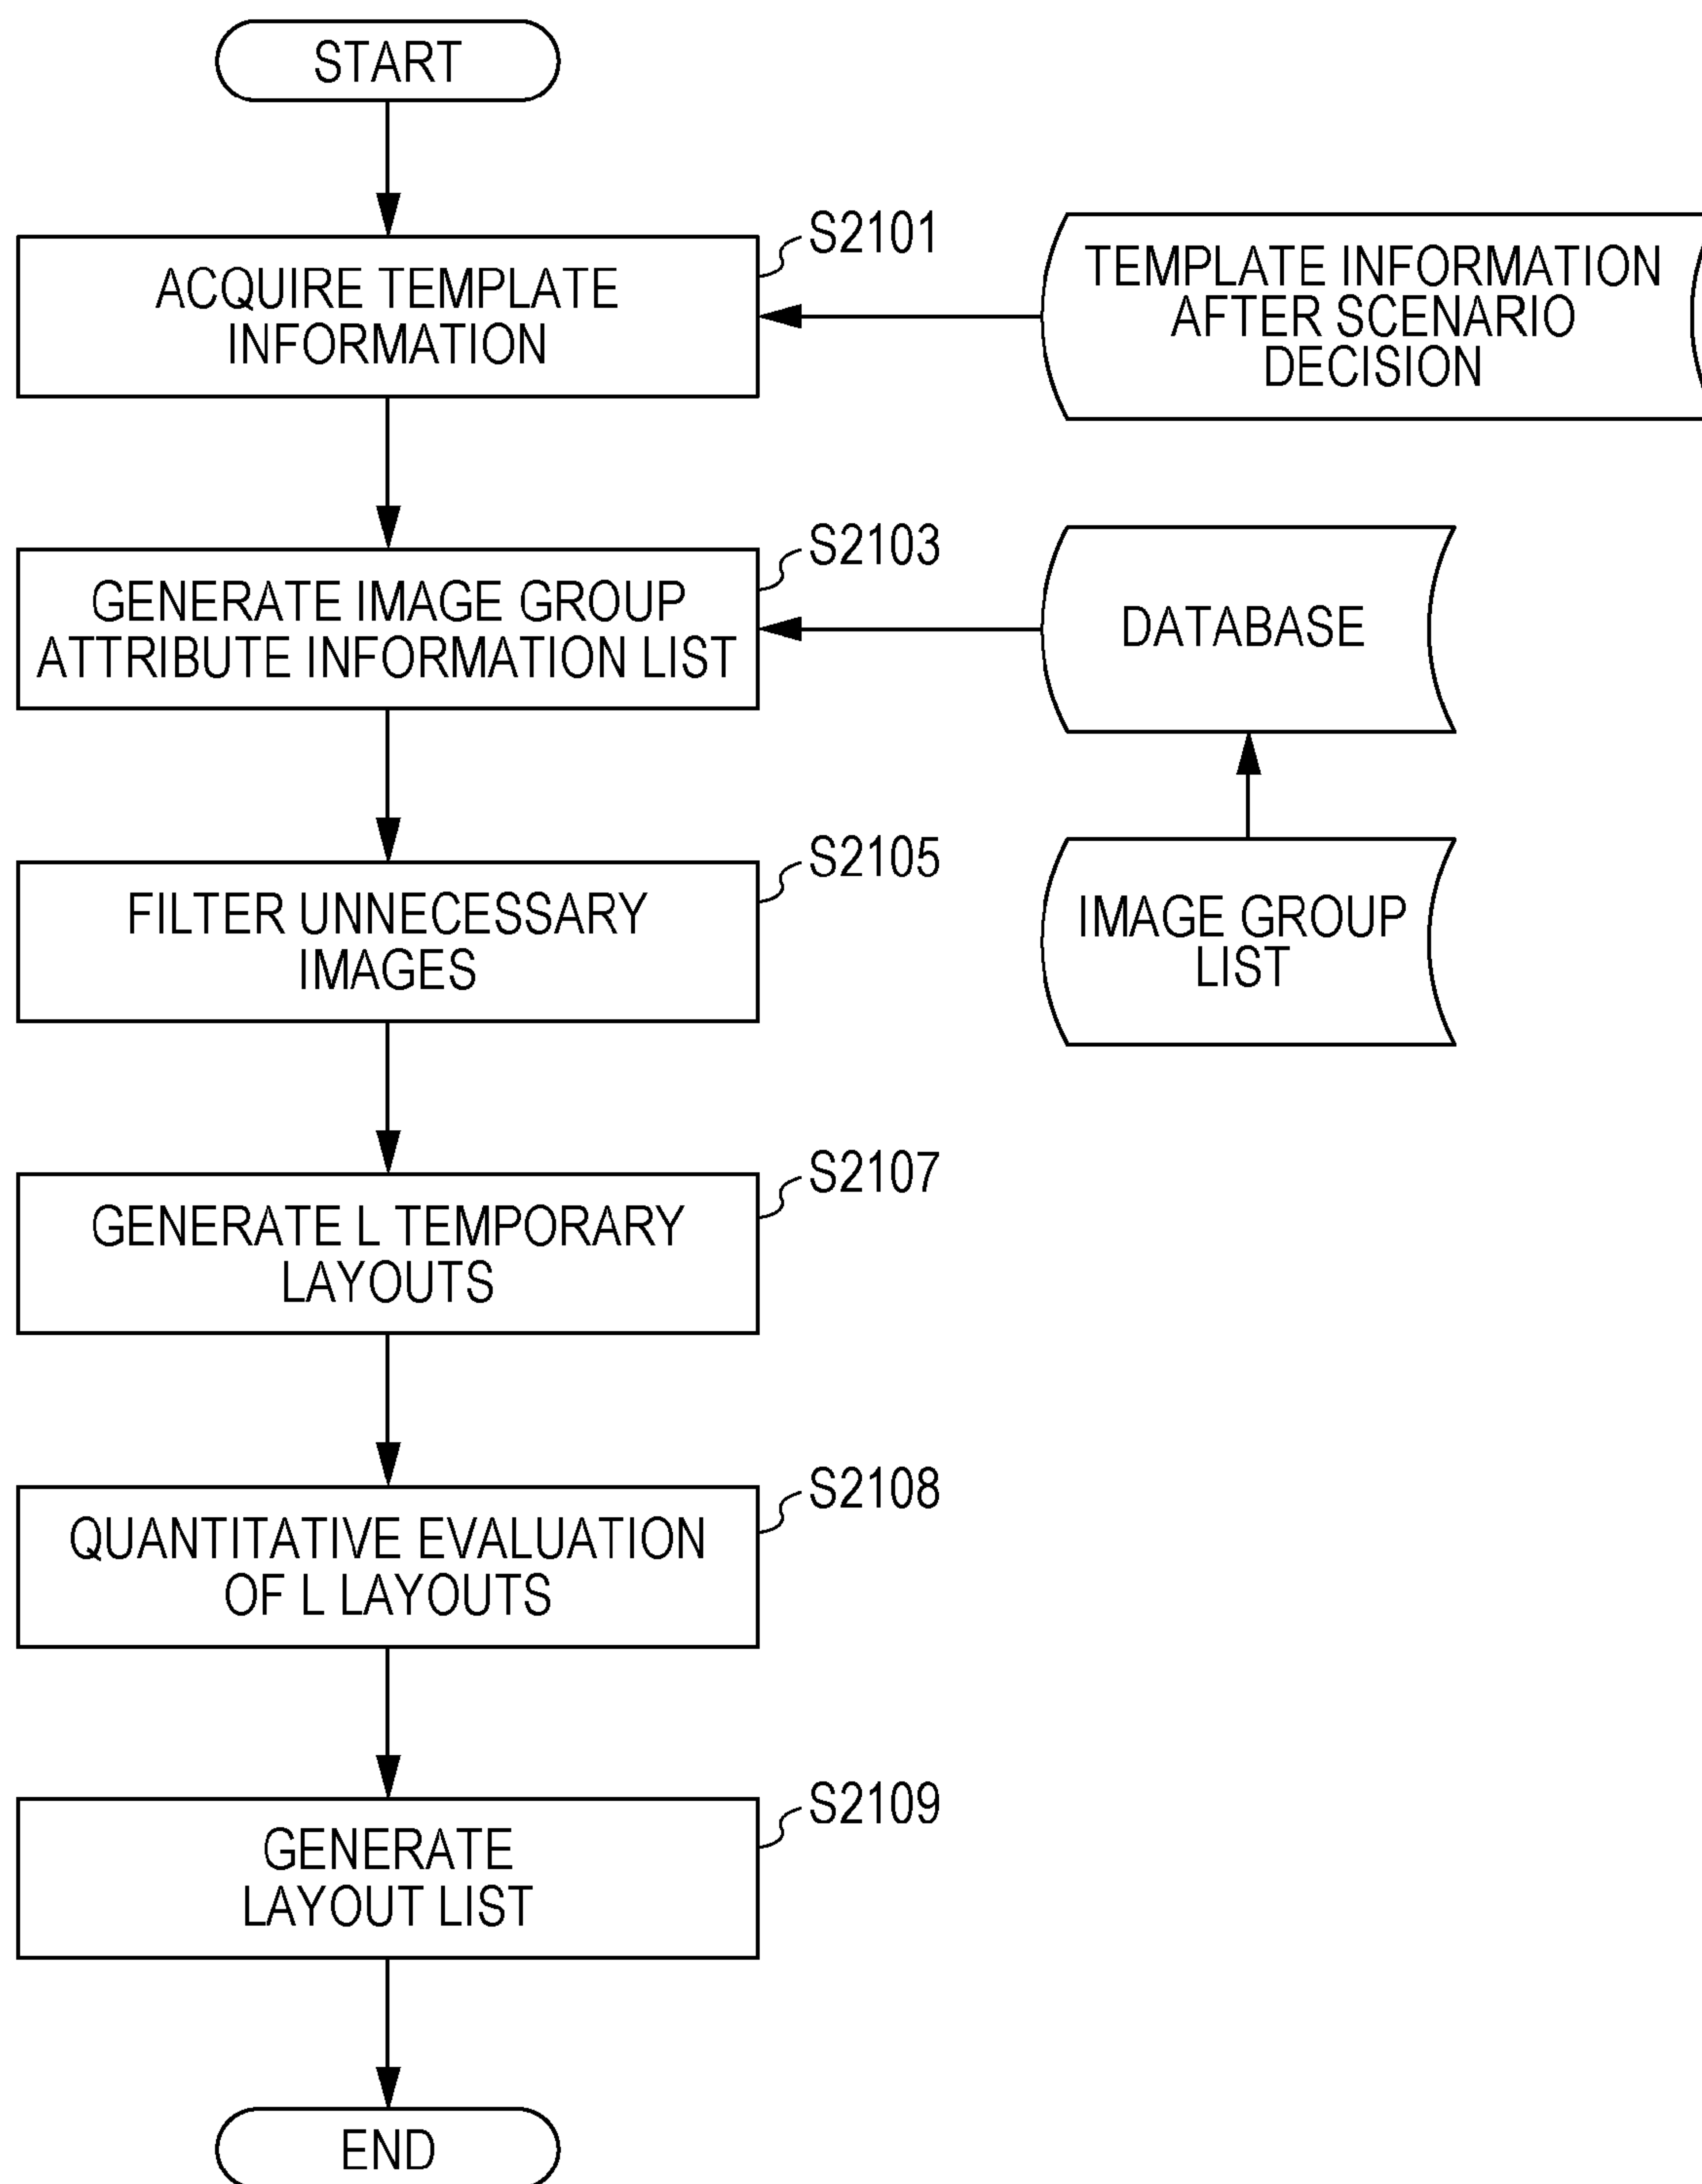 START
S2101
ACQUIRE TEMPLATE
INFORMATION
TEMPLATE INFORMATION
AFTER SCENARIO
DECISION
S2103
GENERATE IMAGE GROUP
ATTRIBUTE INFORMATION LIST
DATABASE
S2105
FILTER UNNECESSARY
IMAGES
IMAGE GROUP
LIST
S2107
GENERATE L TEMPORARY
LAYOUTS
S2108
QUANTITATIVE EVALUATION
OF L LAYOUTS
S2109
GENERATE
LAYOUT LIST
END